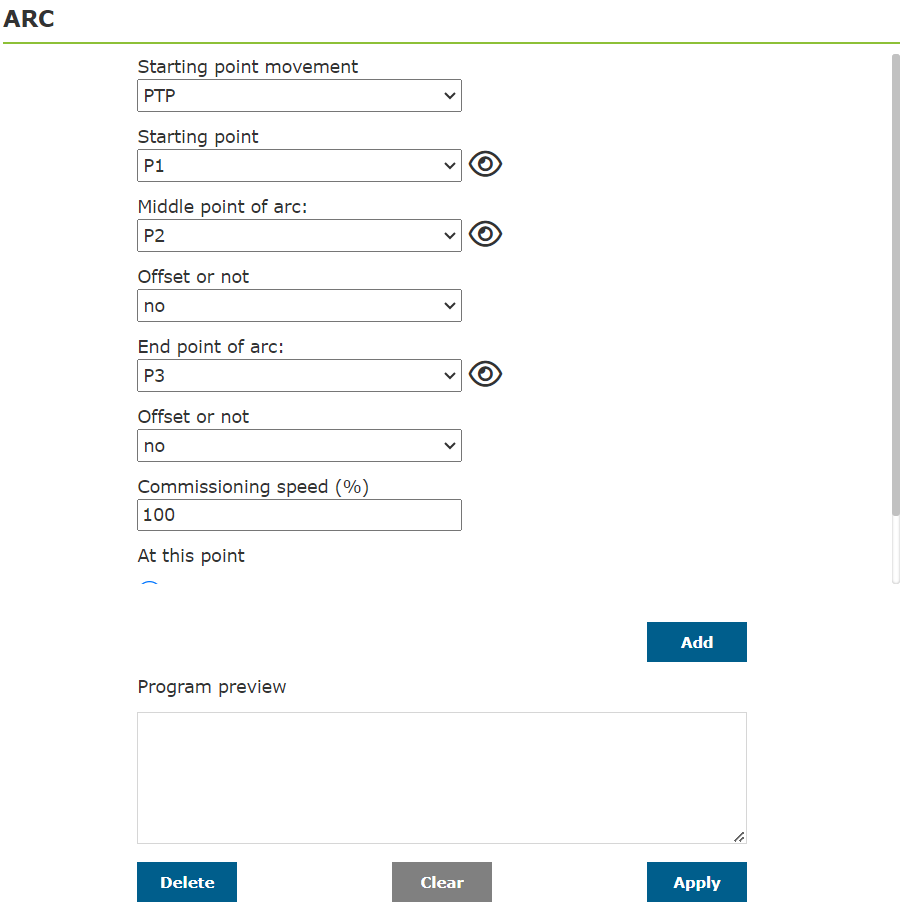 ARC
Starting point movement
PTP
Starting point
P1
Middle point of arc:
P2
Offset or not
no
End point of arc:
P3
Offset or not
no
Commissioning speed (%)
100
At this point
Add
Program preview
Delete
Clear
Apply